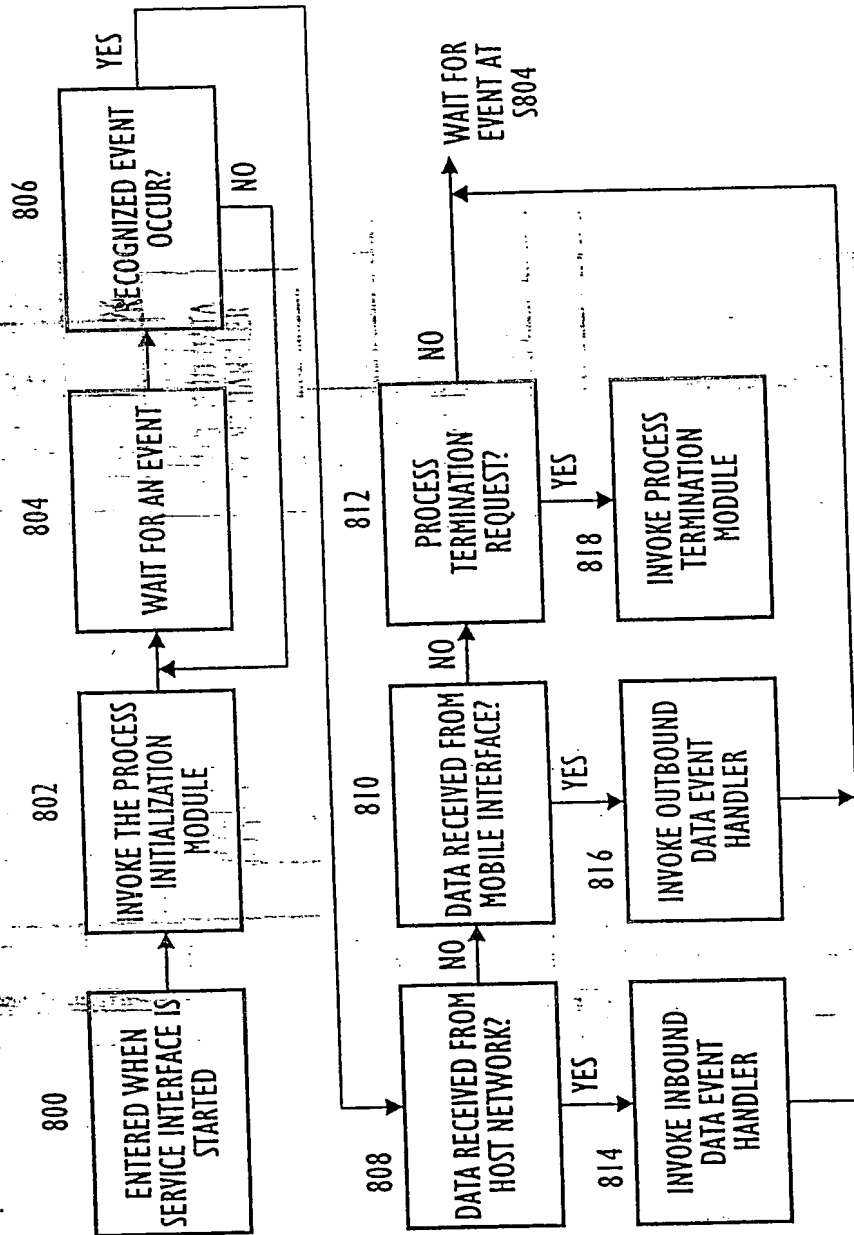 800
ENTERED WHEN
SERVICE INTERFACE IS
STARTED
802
INVOKE THE PROCESS
INITIALIZATION
MODULE
804
WAIT FOR AN EVENT
806
RECOGNIZED EVENT
OCCUR?
YES
NO
808
DATA RECEIVED FROM
HOST NETWORK?
NO
YES
810
DATA RECEIVED FROM
MOBILE INTERFACE?
NO
YES
812
PROCESS
TERMINATION
REQUEST?
NO
YES
WAIT FOR
EVENT AT
S804
814
INVOKE INBOUND
DATA EVENT
HANDLER
816
INVOKE OUTBOUND
DATA EVENT
HANDLER
818
INVOKE PROCESS
TERMINATION
MODULE